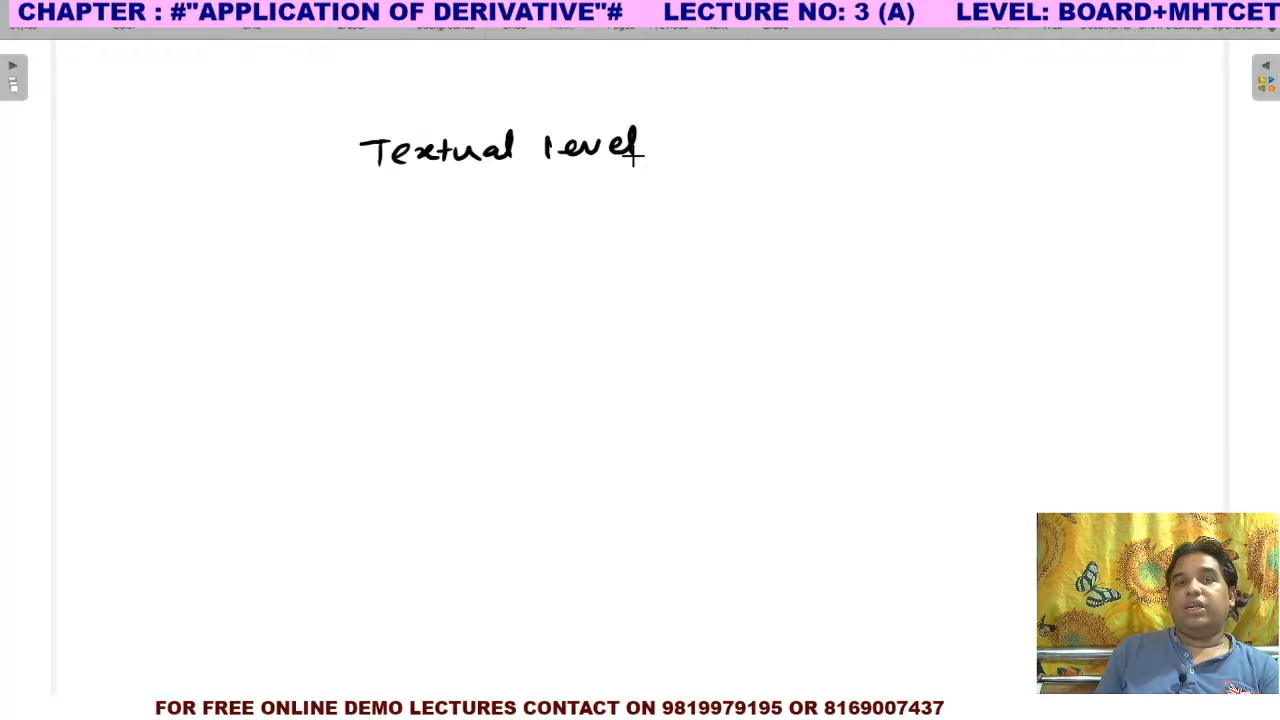 CHAPTER : #"APPLICATION OF DERIVATIVE"# LECTURE NO: 3 (A) LEVEL: BOARD+MHTCET
Textual level
FOR FREE ONLINE DEMO LECTURES CONTACT ON 9819979195 OR 8169007437